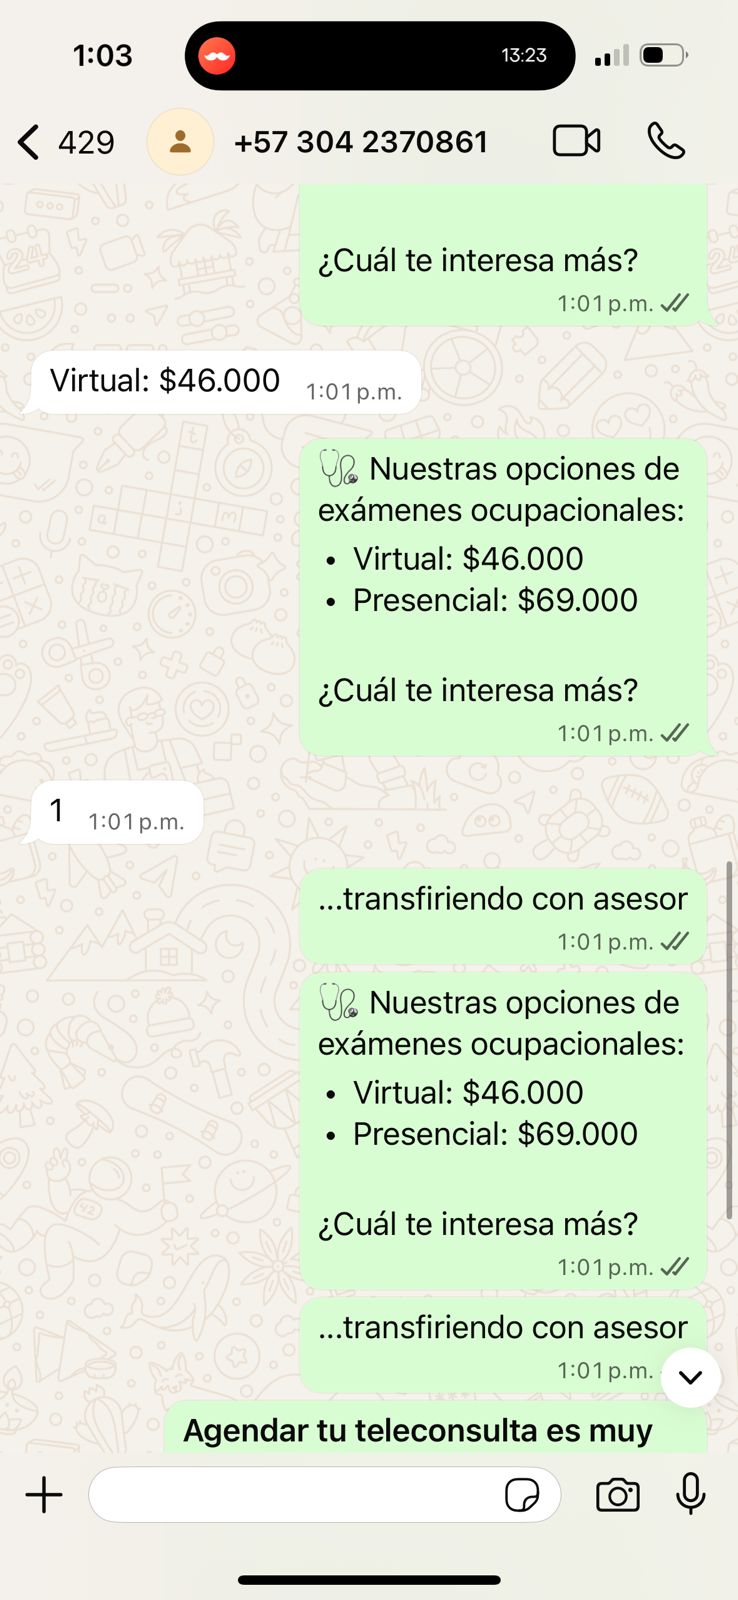 1:03
13:23
429
+57 304 2370861
¿Cuál te interesa más?
1:01 p.m.
Virtual: $46.000
1:01 p.m.
🩺 Nuestras opciones de
exámenes ocupacionales:
• Virtual: $46.000
• Presencial: $69.000
¿Cuál te interesa más?
1:01 p.m.
1
1:01 p.m.
...transfiriendo con asesor
1:01 p.m.
🩺 Nuestras opciones de
exámenes ocupacionales:
• Virtual: $46.000
• Presencial: $69.000
¿Cuál te interesa más?
1:01 p.m.
...transfiriendo con asesor
1:01 p.m.
Agendar tu teleconsulta es muy